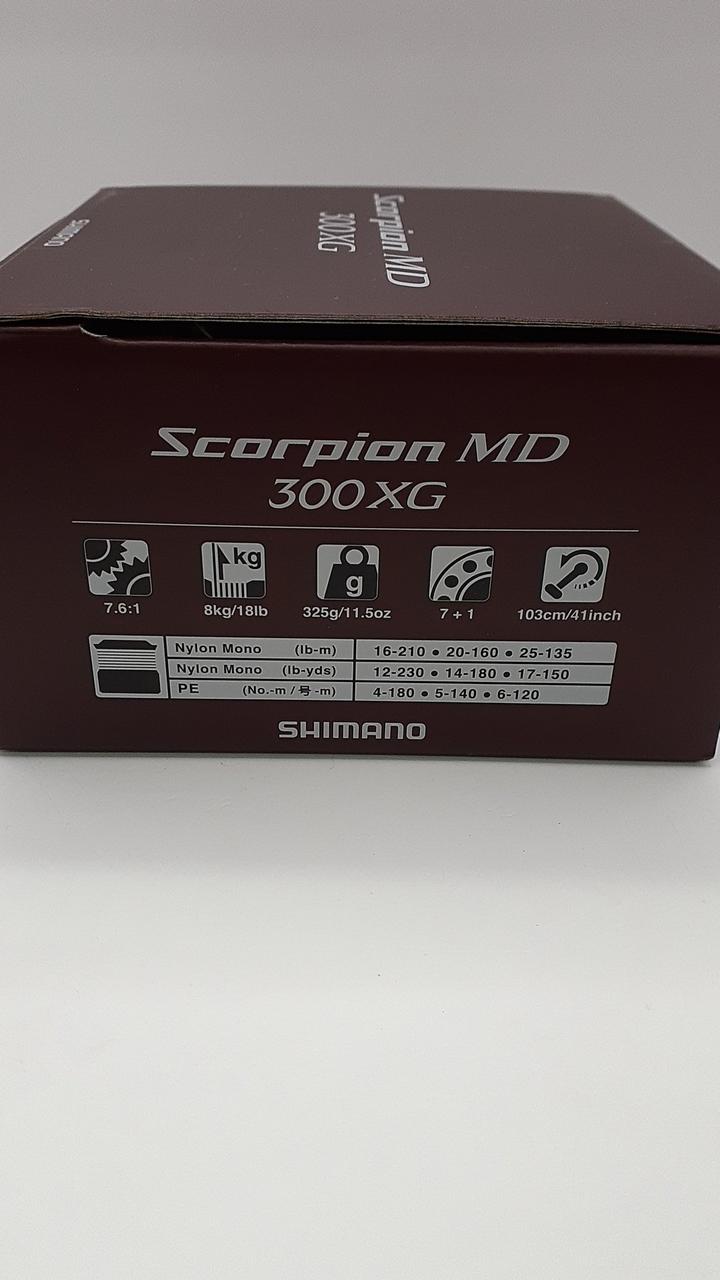 SHIMANO
Scorpion MD
300XG
Scorpion MD
300XG
kg
g
7.6:1
8kg/18lb
325g/11.5oz
7 + 1
103cm/41inch
Nylon Mono (lb-m) 16-210 ● 20-160 ● 25-135
Nylon Mono (lb-yds) 12-230 ● 14-180 ● 17-150
PE (No.-m / 号 -m) 4-180 ● 5-140 ● 6-120
SHIMANO